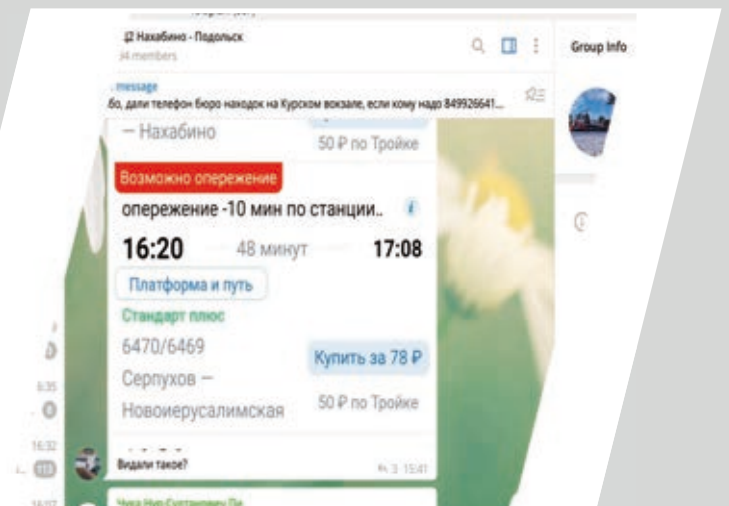 Нахабино - Подольск
members
Group Info
message
бо, дали телефон бюро находок на Курском вокзале, если кому надо 849926641...
— Нахабино
50 ₽ по Тройке
Возможно опережение
опережение -10 мин по станции..
16:20 48 минут 17:08
Платформа и путь
Стандарт плюс
6470/6469
Купить за 78 ₽
Серпухов —
Новоиерусалимская
50 ₽ по Тройке
16:32
Видали такое?
3 15:41